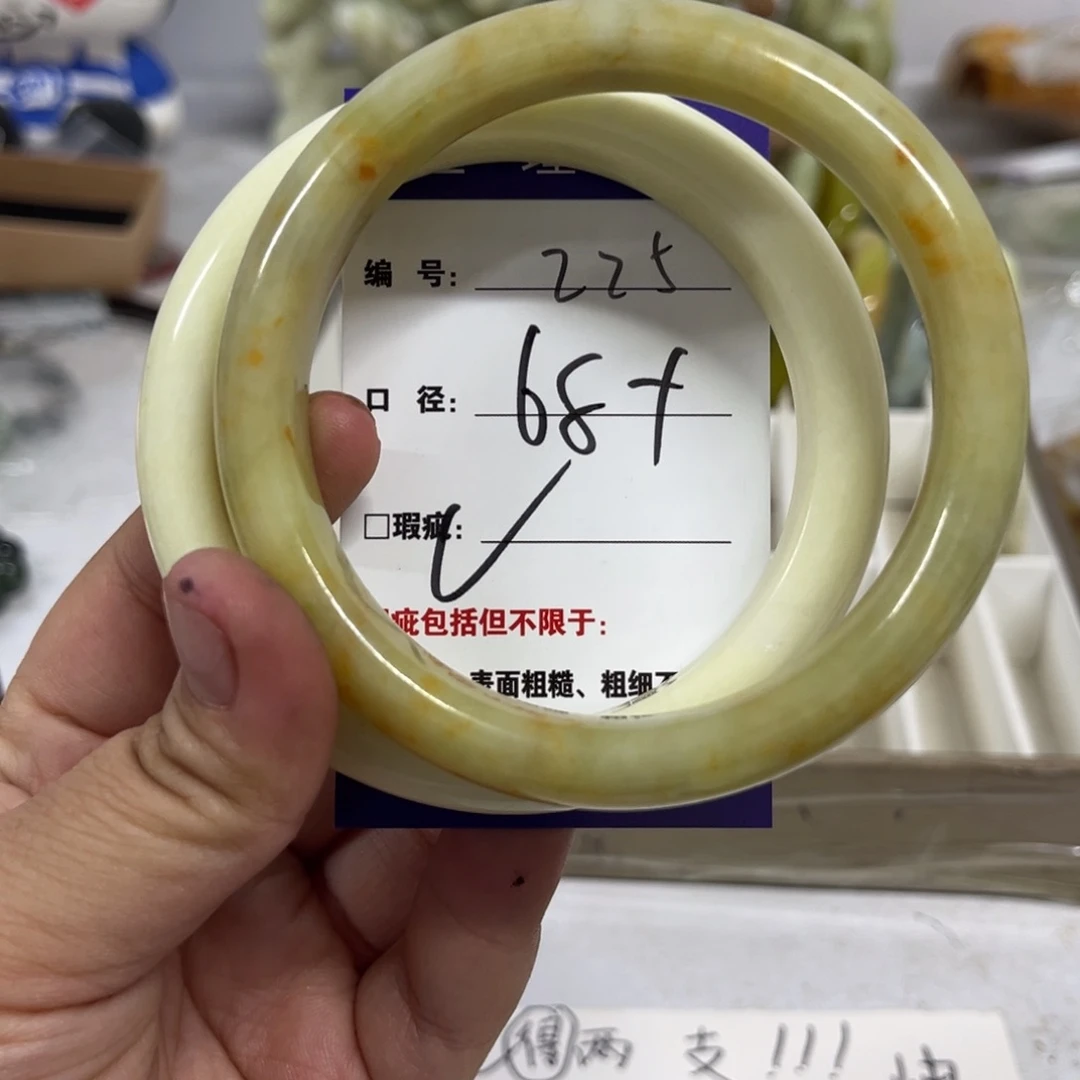 编 号: 225
口 径: 68+
□瑕疵:
疵包括但不限于:
表面粗糙、粗细不
得两支!!!